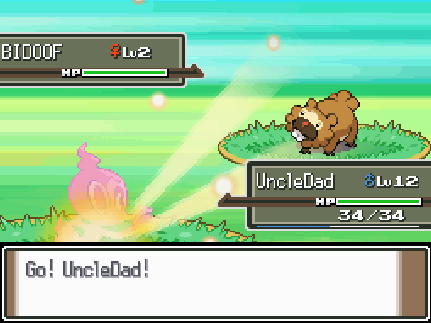 BIDOOF ♀Lv2
HP
UncleDad ♂Lv12
HP
34/34
Go! UncleDad!